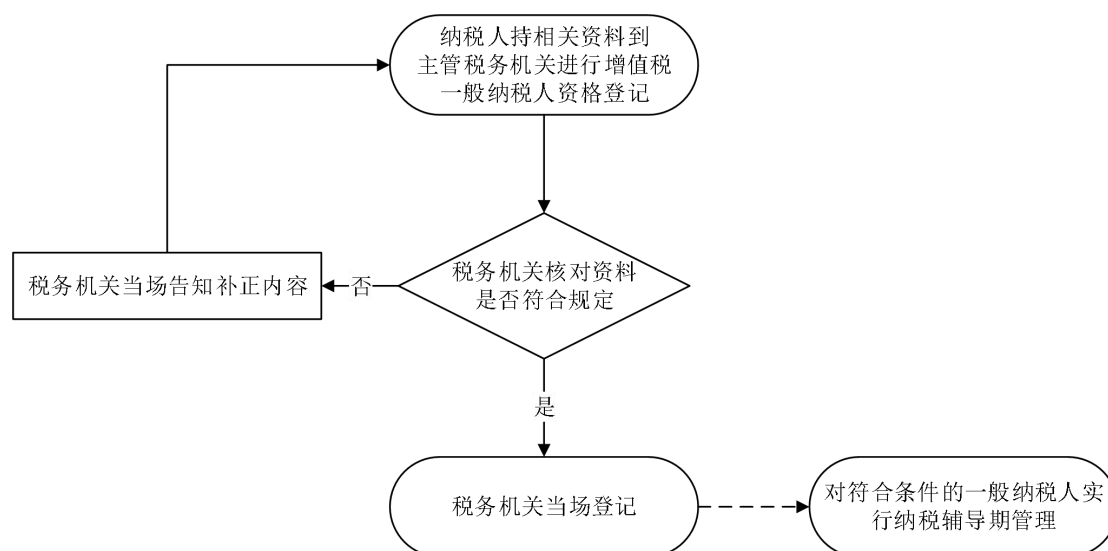 纳税人持相关资料到
主管税务机关进行增值税
一般纳税人资格登记
税务机关核对资料
是否符合规定
否
税务机关当场告知补正内容
是
税务机关当场登记
对符合条件的一般纳税人实
行纳税辅导期管理